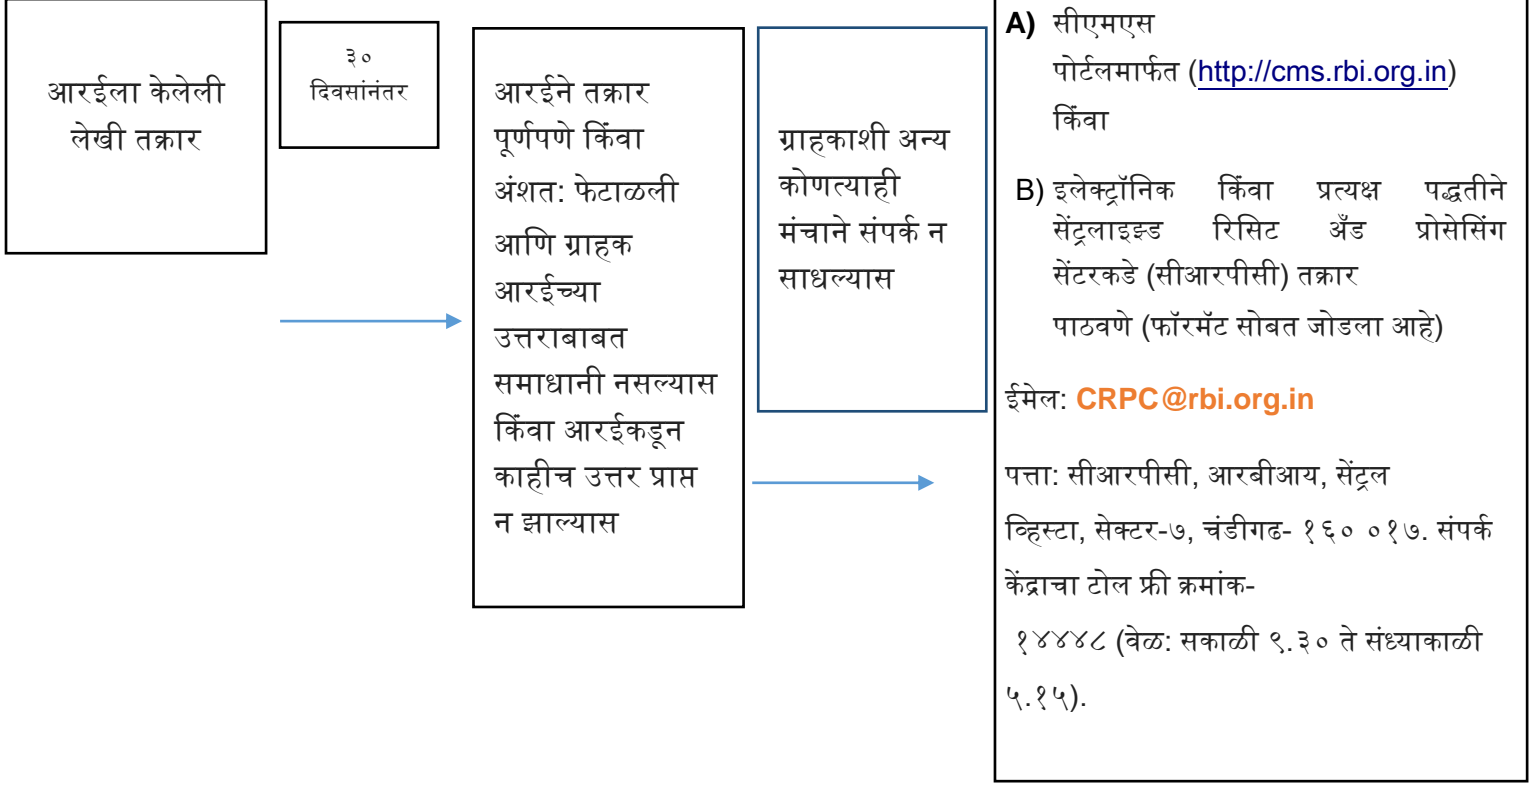 आरईला केलेली
लेखी तक्रार
३०
दिवसांनंतर
आरईने तक्रार
पूर्णपणे किंवा
अंशत: फेटाळली
आणि ग्राहक
आरईच्या
उत्तराबाबत
समाधानी नसल्यास
किंवा आरईकडून
काहीच उत्तर प्राप्त
न झाल्यास
ग्राहकाशी अन्य
कोणत्याही
मंचाने संपर्क न
साधल्यास
A) सीएमएस
पोर्टलमार्फत (http://cms.rbi.org.in)
किंवा
B) इलेक्ट्रॉनिक किंवा प्रत्यक्ष पद्धतीने
सेंट्रलाइझ्ड रिसिट अँड प्रोसेसिंग
सेंटरकडे (सीआरपीसी) तक्रार
पाठवणे (फॉरमॅट सोबत जोडला आहे)
ईमेल: CRPC@rbi.org.in
पत्ता: सीआरपीसी, आरबीआय, सेंट्रल
व्हिस्टा, सेक्टर-७, चंडीगढ- १६० ०१७. संपर्क
केंद्राचा टोल फ्री क्रमांक-
१४४४८ (वेळ: सकाळी ९.३० ते संध्याकाळी
५.१५).